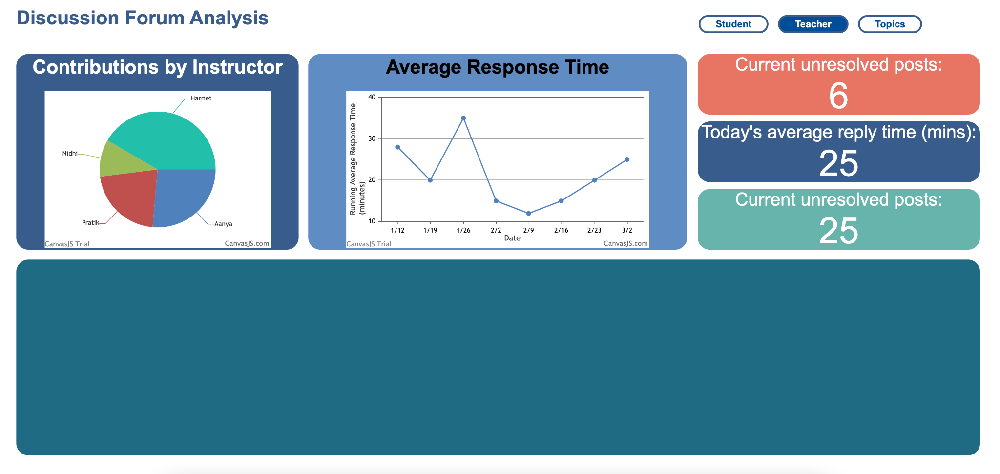 Discussion Forum Analysis
Student
Teacher
Topics
Contributions by Instructor
Harriet
Nidhi
Pratik
Aanya
CanvasJS Trial
CanvasJS.com
Average Response Time
Running Average Response Time
(minutes)
40
30
20
10
1/12
1/19
1/26
2/2
2/9
2/16
2/23
3/2
Date
CanvasJS Trial
CanvasJS.com
Current unresolved posts:
6
Today's average reply time (mins):
25
Current unresolved posts:
25